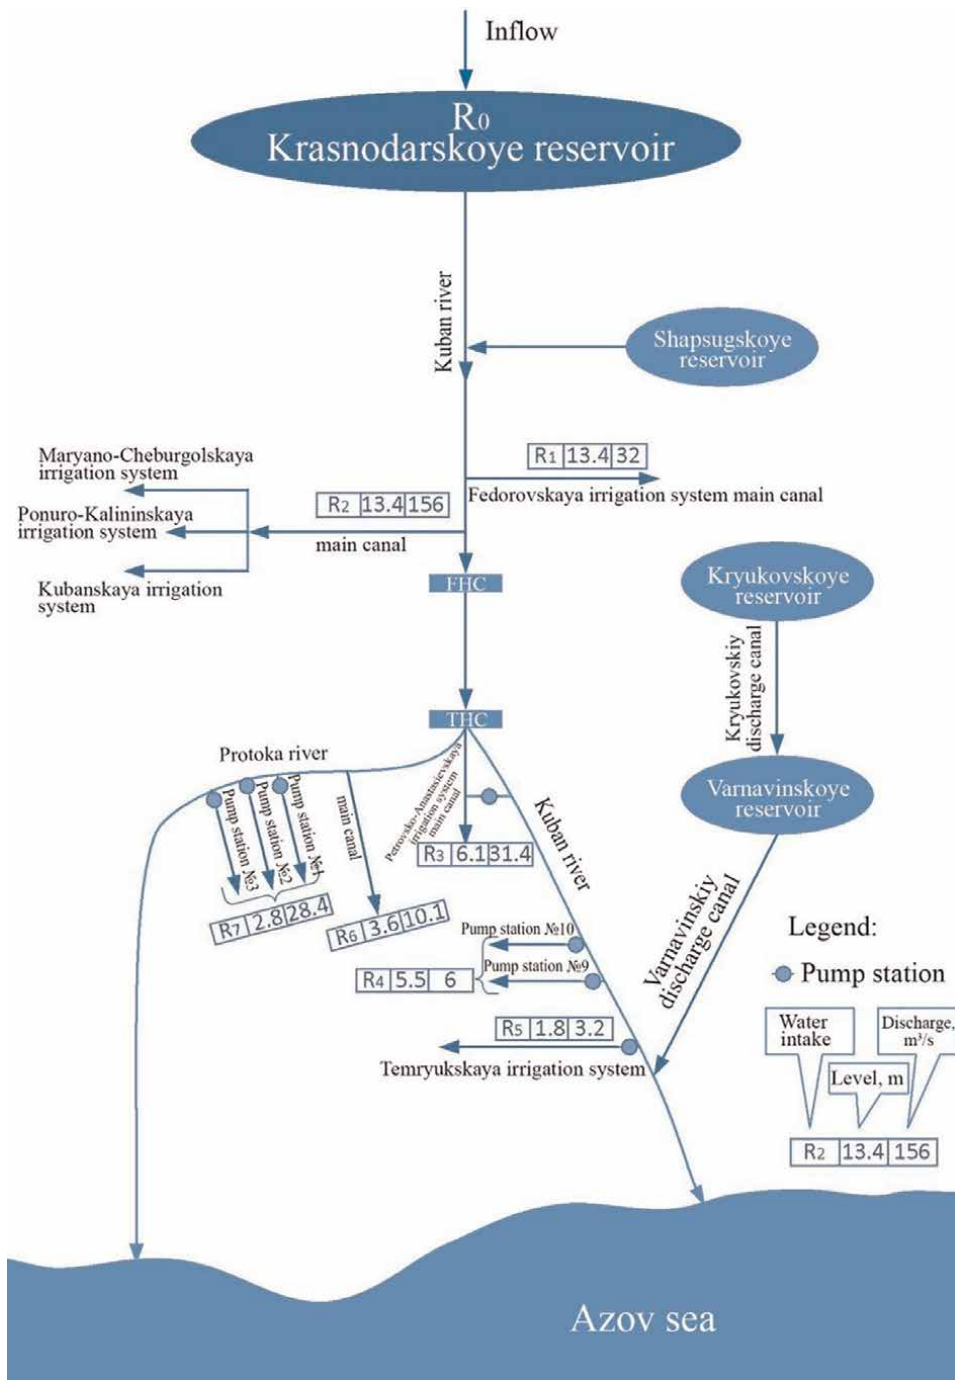 Inflow
R0
Krasnodarskoye reservoir
Kuban river
Shapsugskoye
reservoir
R1 13.4 32
Fedorovskaya irrigation system main canal
Maryano-Cheburgolskaya
irrigation system
Ponuro-Kalininskaya
irrigation system
Kubanskaya irrigation
system
R2 13.4 156
main canal
FHC
Kryukovskoye
reservoir
Kryukovskiy
discharge canal
THC
Varnavinskoye
reservoir
Protoka river
Pump station №3
Pump station №2
Pump station №1
R7 2.8 28.4
main canal
R6 3.6 10.1
Petrovsko-Anastasievskaya
irrigation system
main canal
R3 6.1 31.4
Kuban river
Pump station №10
Pump station №9
R4 5.5 6
R5 1.8 3.2
Temryukskaya irrigation system
Varnavinskiy
discharge canal
Legend:
Pump station
Water
intake
Discharge,
m³/s
Level, m
R2 13.4 156
Azov sea